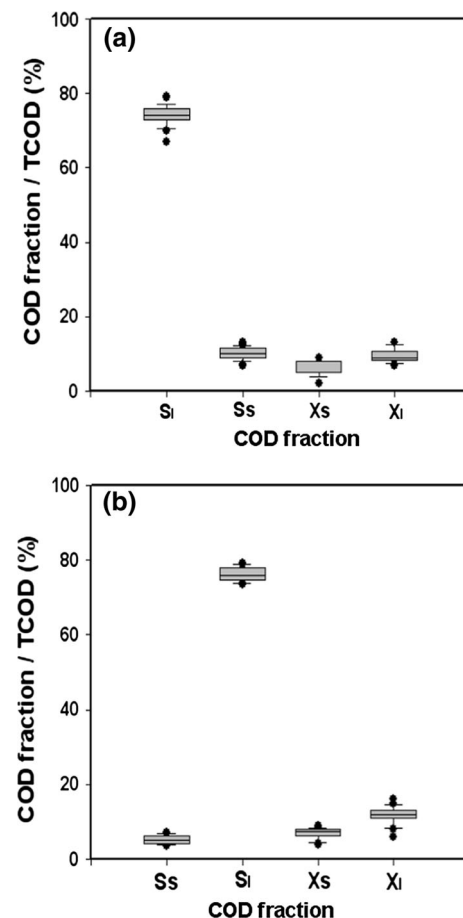 (a)
COD fraction / TCOD (%)
100
80
60
40
20
0
SI Ss Xs XI
COD fraction
(b)
COD fraction / TCOD (%)
100
80
60
40
20
0
Ss SI Xs XI
COD fraction